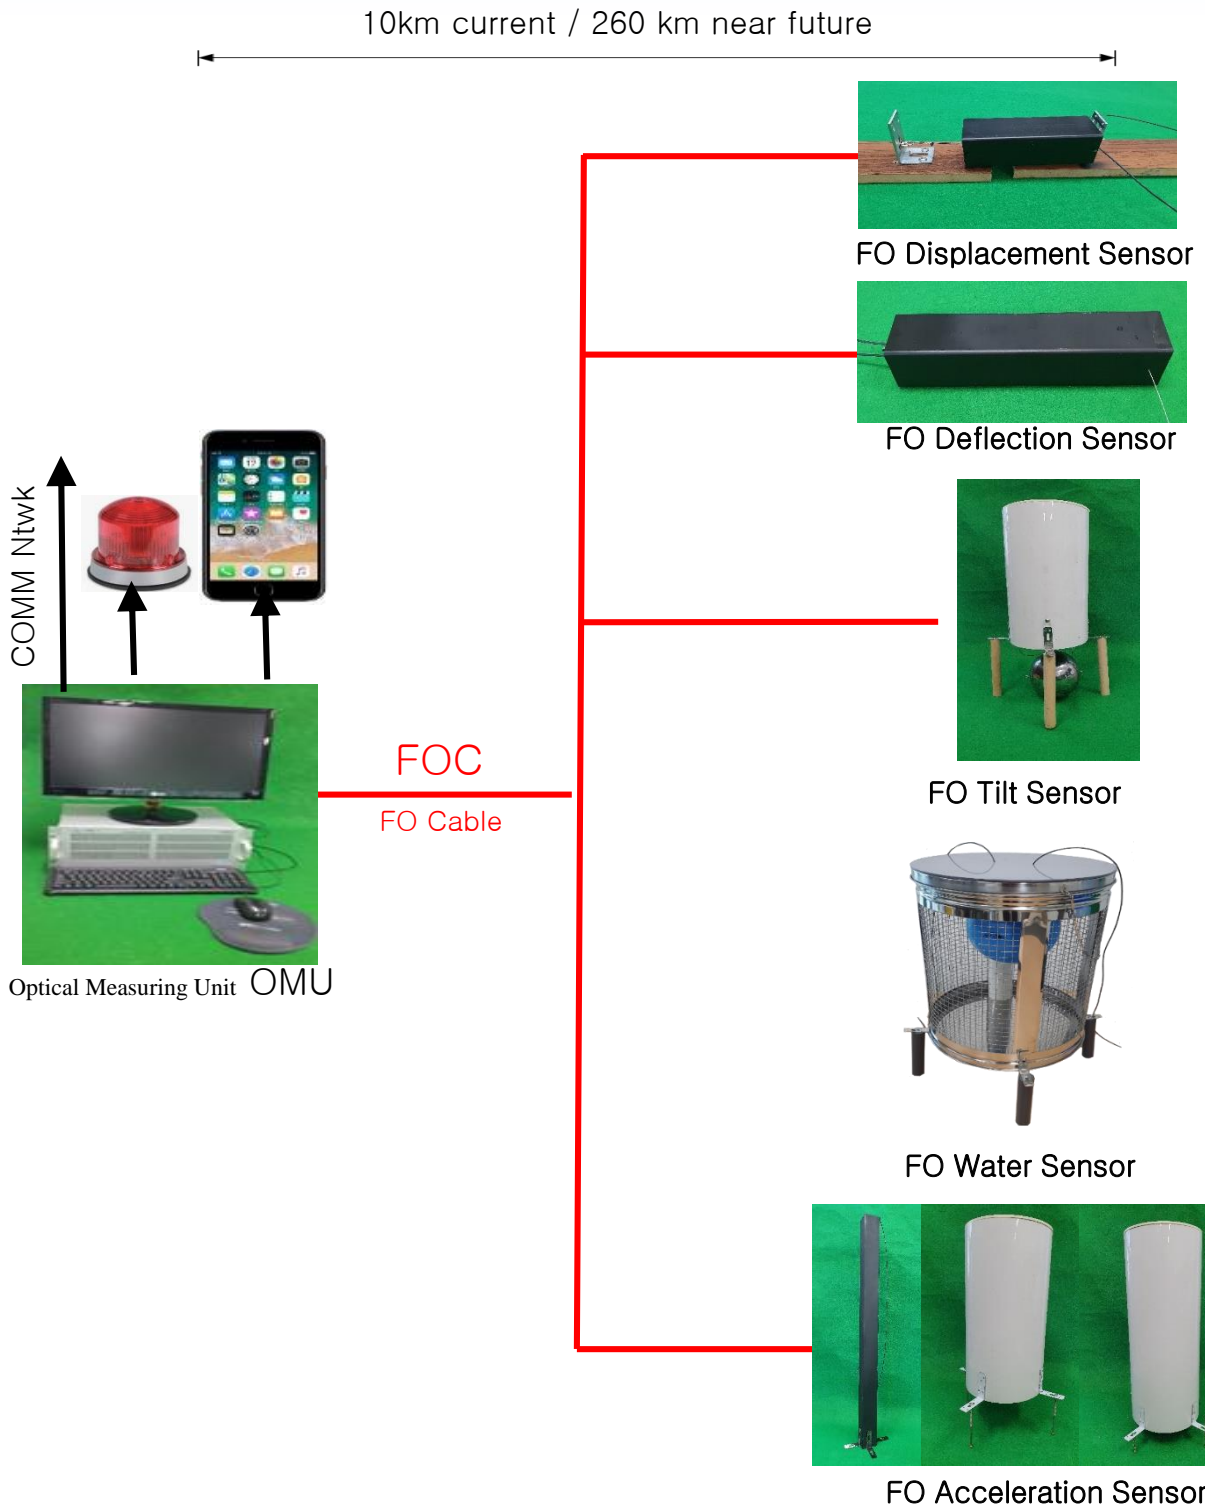 10km current / 260 km near future
FO Displacement Sensor
FO Deflection Sensor
COMM Ntwk
FOC
FO Cable
FO Tilt Sensor
Optical Measuring Unit OMU
FO Water Sensor
FO Acceleration Sensor